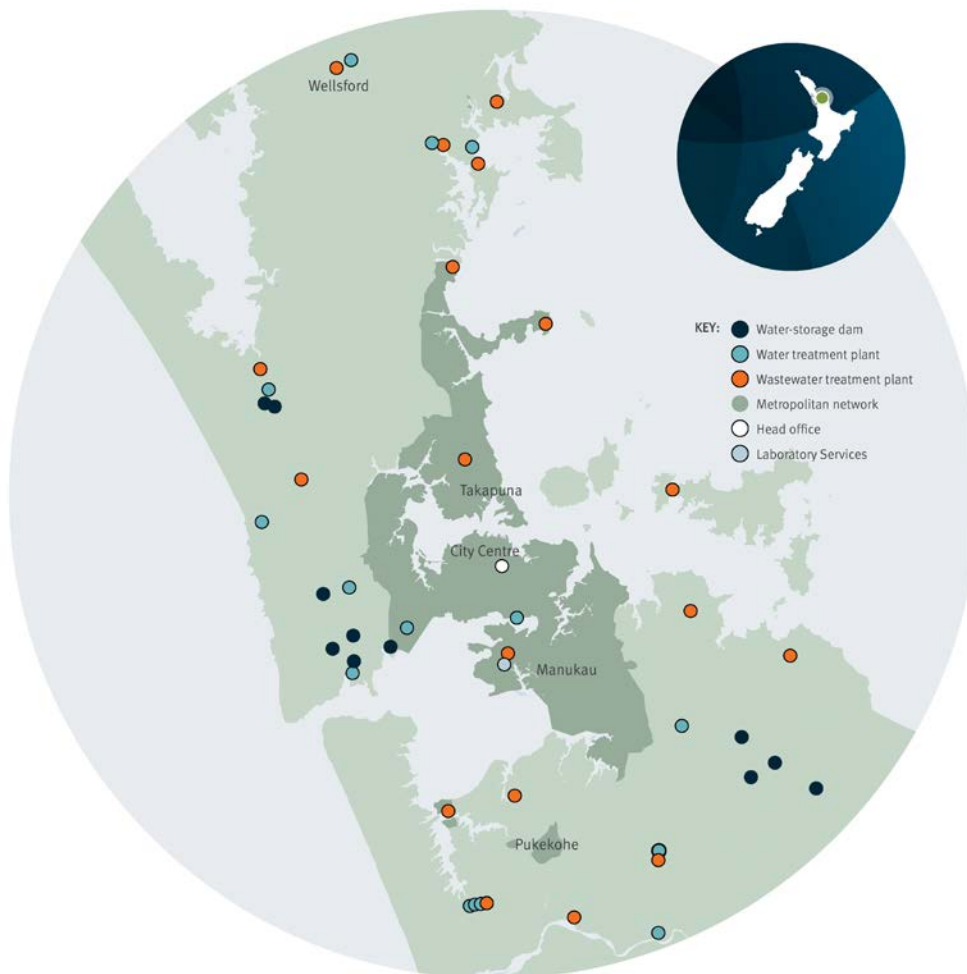 Wellsford
KEY:
Water-storage dam
Water treatment plant
Wastewater treatment plant
Metropolitan network
Head office
Laboratory Services
Takapuna
City Centre
Manukau
Pukekohe